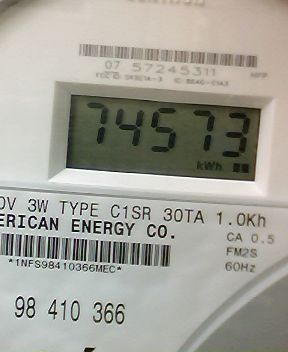 07 57245311
74573
kWh
0V 3W TYPE C1SR 30TA 1.0Kh
ERICAN ENERGY CO.
CA 0.5
FM2S
60Hz
*1NFS98410366MEC*
98 410 366